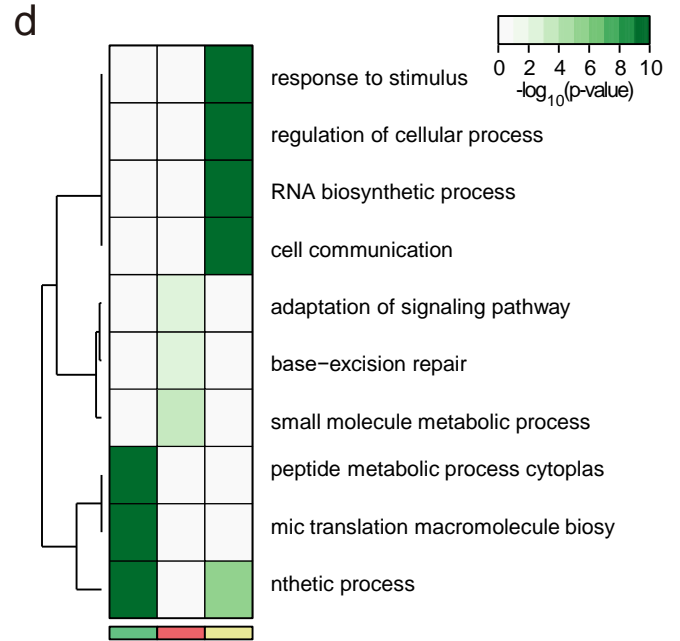 d
0 2 4 6 8 10
-log10(p-value)
response to stimulus
regulation of cellular process
RNA biosynthetic process
cell communication
adaptation of signaling pathway
base−excision repair
small molecule metabolic process
peptide metabolic process cytoplas
mic translation macromolecule biosy
nthetic process